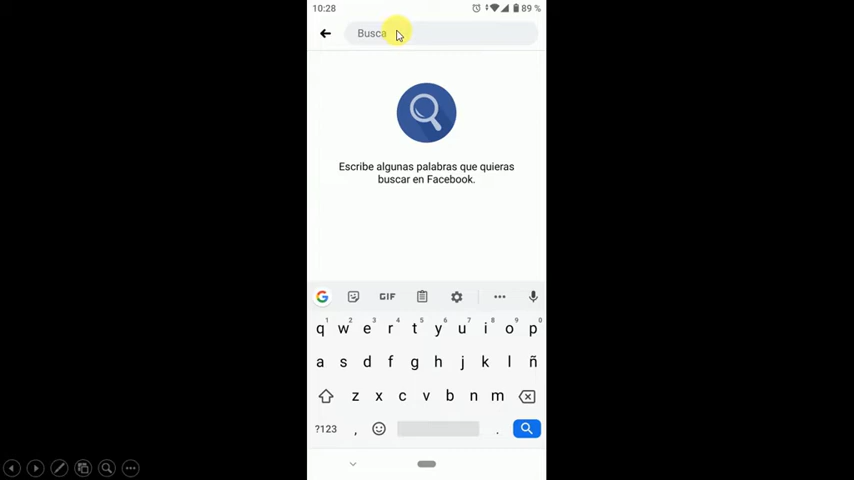 10:28
89 %
Busca
Escribe algunas palabras que quieras
buscar en Facebook.
G GIF
1 2 3 4 5 6 7 8 9 0
q w e r t y u i o p
a s d f g h j k l ñ
z x c v b n m
?123 , .